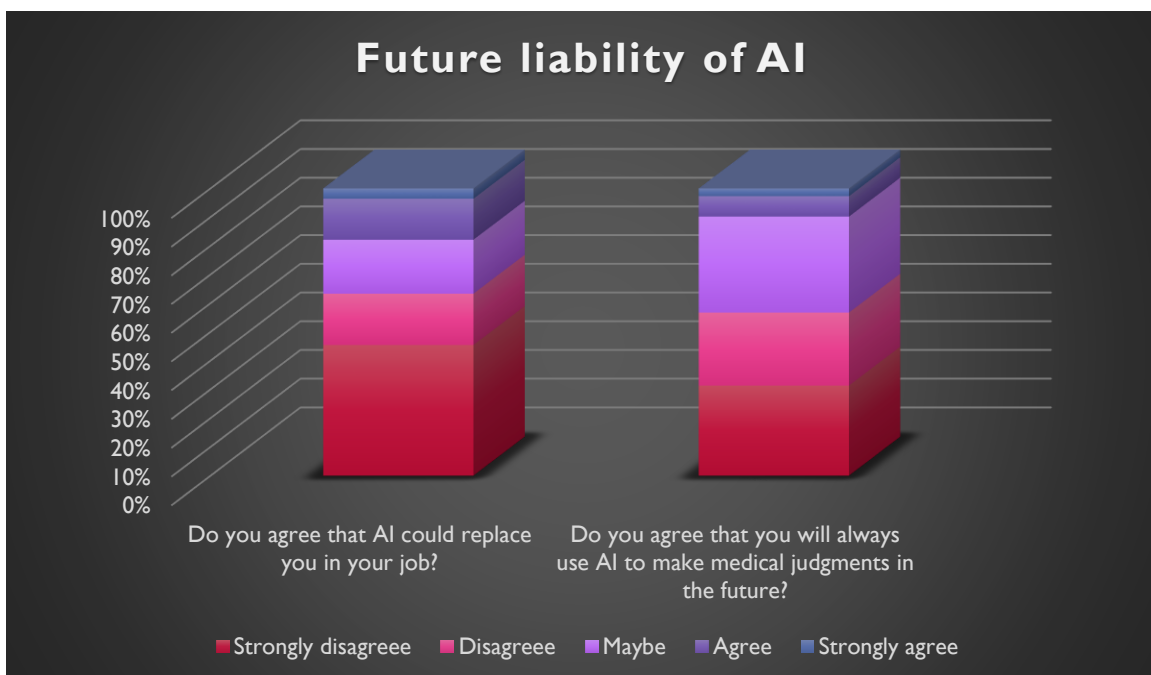 Future liability of AI
100%
90%
80%
70%
60%
50%
40%
30%
20%
10%
0%
Do you agree that AI could replace
you in your job?
Do you agree that you will always
use AI to make medical judgments in
the future?
Strongly disagreee
Disagreee
Maybe
Agree
Strongly agree